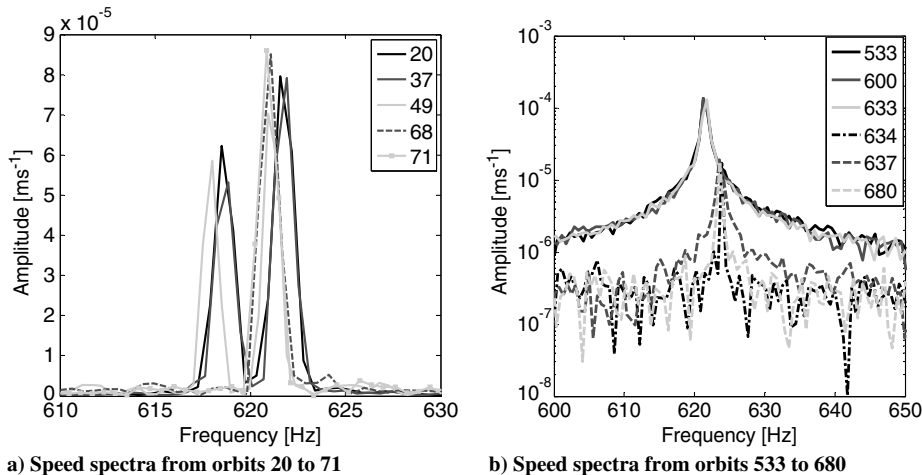 9 x 10⁻⁵
8
7
6
5
4
3
2
1
0
610 615 620 625 630
Amplitude [ms⁻¹]
Frequency [Hz]
20
37
49
68
71
a) Speed spectra from orbits 20 to 71
10⁻³
10⁻⁴
10⁻⁵
10⁻⁶
10⁻⁷
10⁻⁸
600 610 620 630 640 650
Amplitude [ms⁻¹]
Frequency [Hz]
533
600
633
634
637
680
b) Speed spectra from orbits 533 to 680